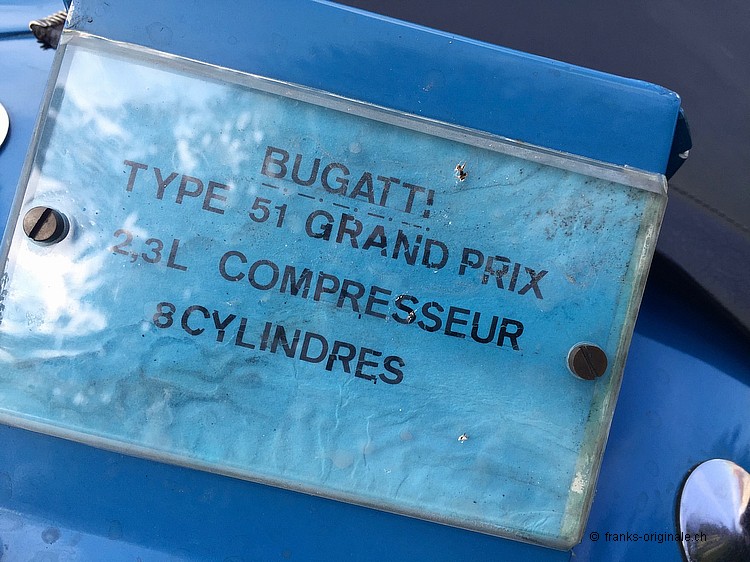 BUGATTI
TYPE 51 GRAND PRIX
2,3L COMPRESSEUR
8 CYLINDRES
© franks-originale.ch